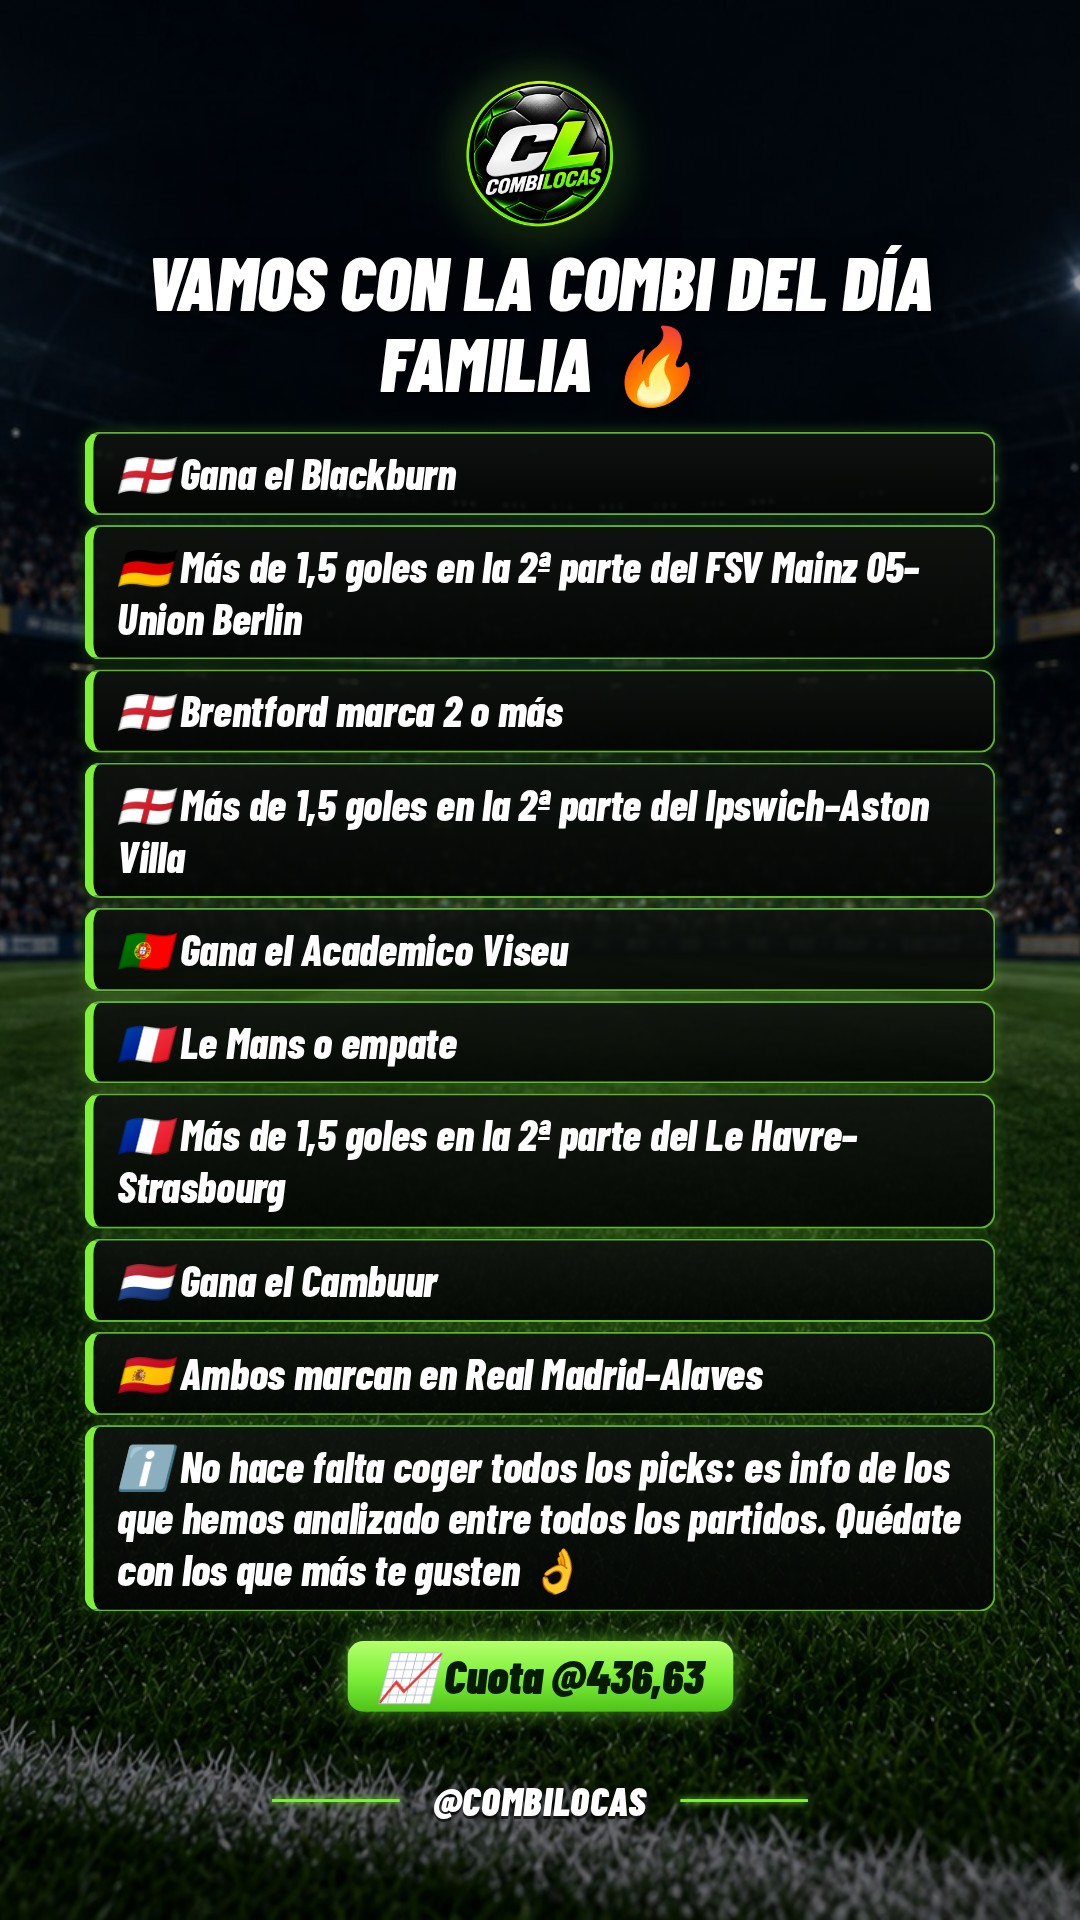 CL
COMBILOCAS
VAMOS CON LA COMBI DEL DÍA
FAMILIA 🔥
🏴󠁧󠁢󠁥󠁮󠁧󠁿 Gana el Blackburn
🇩🇪 Más de 1,5 goles en la 2ª parte del FSV Mainz 05-
Union Berlin
🏴󠁧󠁢󠁥󠁮󠁧󠁿 Brentford marca 2 o más
🏴󠁧󠁢󠁥󠁮󠁧󠁿 Más de 1,5 goles en la 2ª parte del Ipswich-Aston
Villa
🇵🇹 Gana el Academico Viseu
🇫🇷 Le Mans o empate
🇫🇷 Más de 1,5 goles en la 2ª parte del Le Havre-
Strasbourg
🇳🇱 Gana el Cambuur
🇪🇸 Ambos marcan en Real Madrid-Alaves
ℹ️ No hace falta coger todos los picks: es info de los
que hemos analizado entre todos los partidos. Quédate
con los que más te gusten 👌
📈 Cuota @436,63
@COMBILOCAS